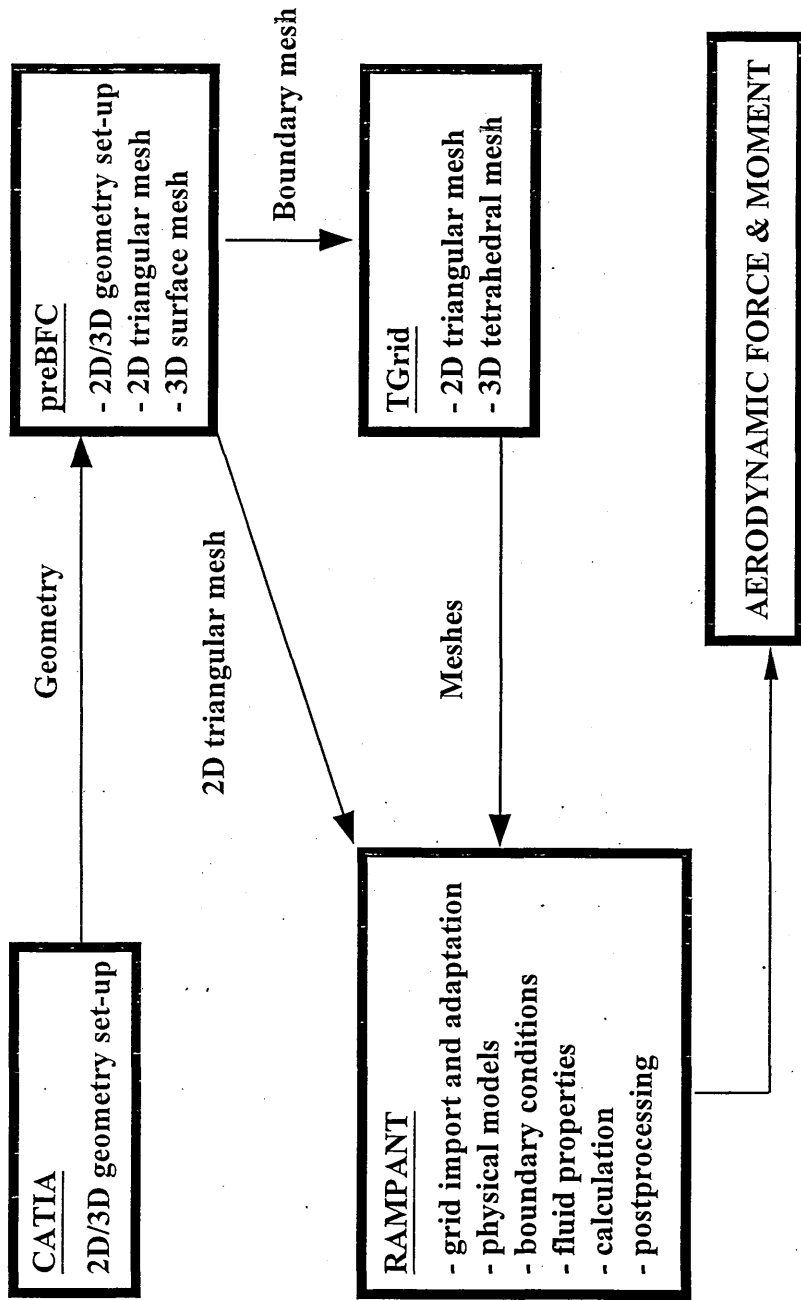 CATIA
2D/3D geometry set-up
Geometry
preBFC
- 2D/3D geometry set-up
- 2D triangular mesh
- 3D surface mesh
2D triangular mesh
Boundary mesh
RAMPANT
- grid import and adaptation
- physical models
- boundary conditions
- fluid properties
- calculation
- postprocessing
Meshes
TGrid
- 2D triangular mesh
- 3D tetrahedral mesh
AERODYNAMIC FORCE & MOMENT